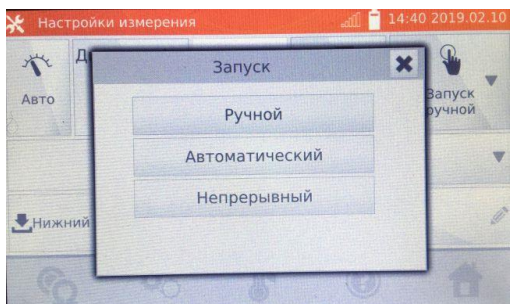 Настройки измерения 14:40 2019.02.10
Запуск
Авто
Запуск
ручной
Ручной
Автоматический
Непрерывный
Нижний